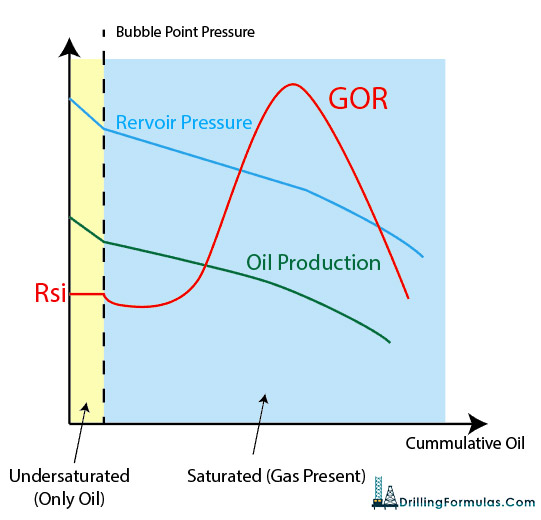 Bubble Point Pressure
Rervoir Pressure
GOR
Oil Production
Rsi
Cummulative Oil
Undersaturated
(Only Oil)
Saturated (Gas Present)
DrillingFormulas.Com